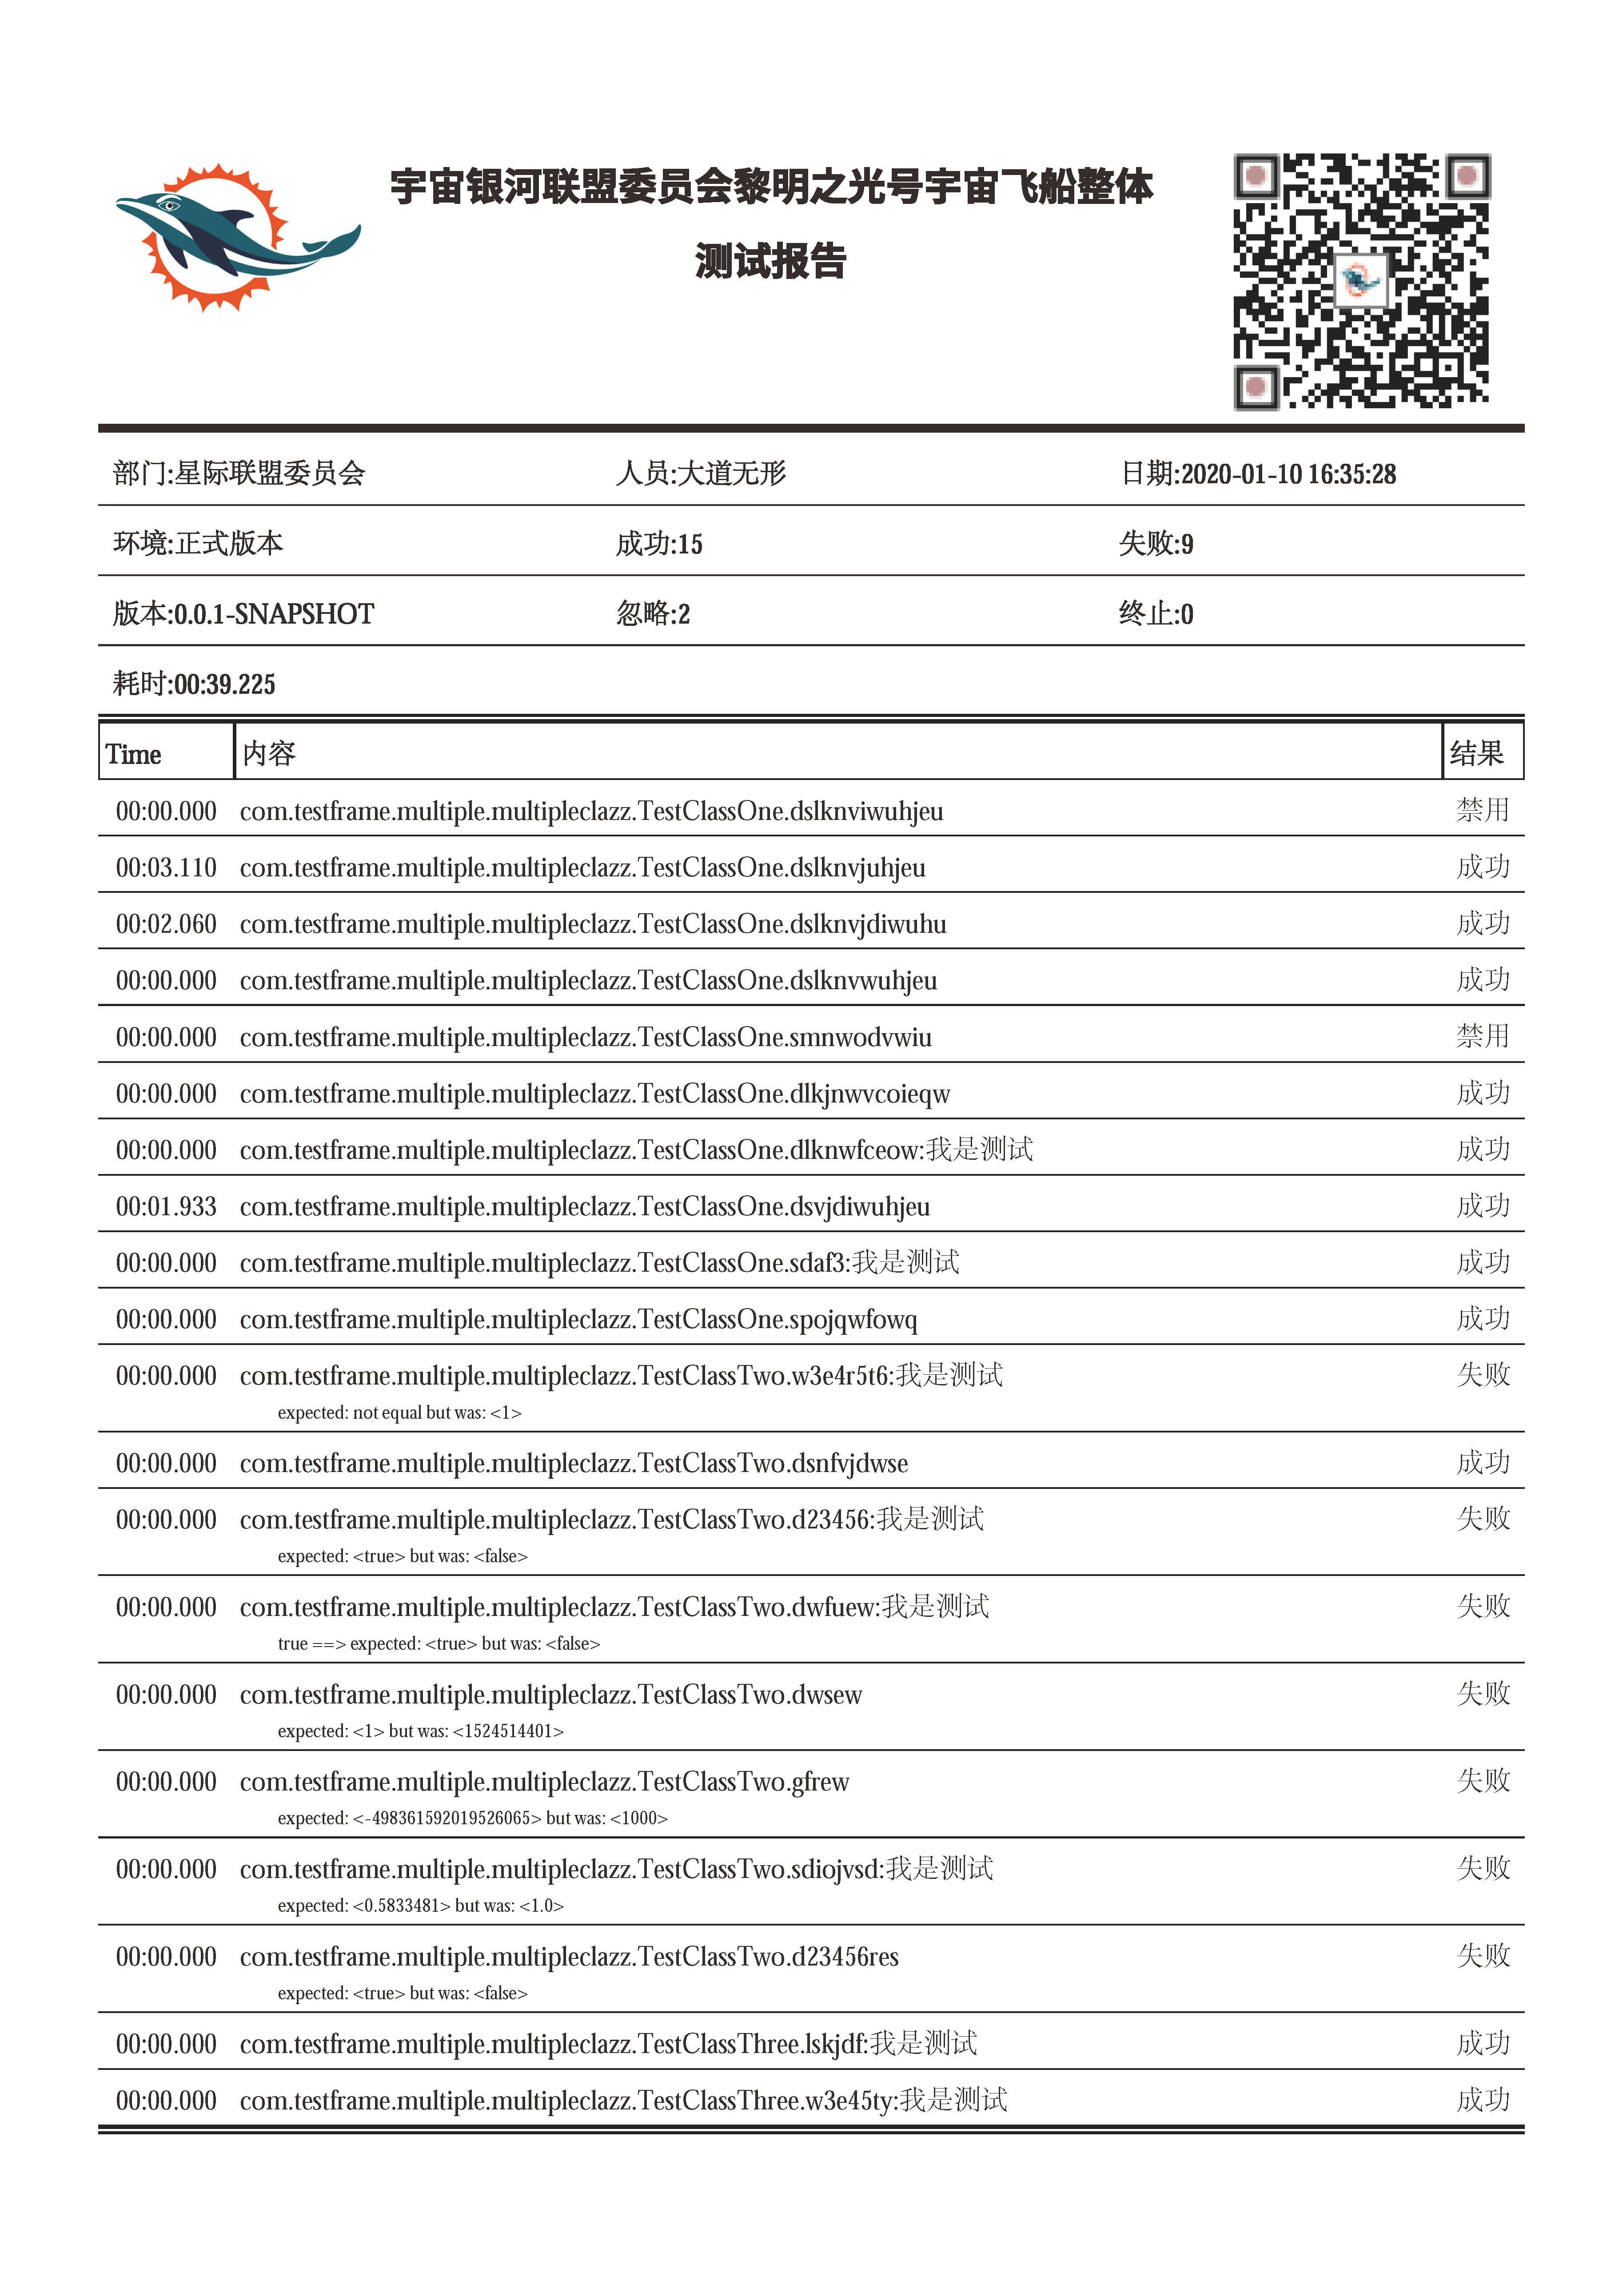 宇宙银河联盟委员会黎明之光号宇宙飞船整体
测试报告
部门:星际联盟委员会 人员:大道无形 日期:2020-01-10 16:35:28
环境:正式版本 成功:15 失败:9
版本:0.0.1-SNAPSHOT 忽略:2 终止:0
耗时:00:39.225
Time 内容 结果
00:00.000 com.testframe.multiple.multipleclazz.TestClassOne.dslknviwuhjeu 禁用
00:03.110 com.testframe.multiple.multipleclazz.TestClassOne.dslknvjuhjeu 成功
00:02.060 com.testframe.multiple.multipleclazz.TestClassOne.dslknvjdiwuhu 成功
00:00.000 com.testframe.multiple.multipleclazz.TestClassOne.dslknvwuhjeu 成功
00:00.000 com.testframe.multiple.multipleclazz.TestClassOne.smnwodvwiu 禁用
00:00.000 com.testframe.multiple.multipleclazz.TestClassOne.dlkjnwvcoieqw 成功
00:00.000 com.testframe.multiple.multipleclazz.TestClassOne.dlknwfceow:我是测试 成功
00:01.933 com.testframe.multiple.multipleclazz.TestClassOne.dsvjdiwuhjeu 成功
00:00.000 com.testframe.multiple.multipleclazz.TestClassOne.sdaf3:我是测试 成功
00:00.000 com.testframe.multiple.multipleclazz.TestClassOne.spojqwfowq 成功
00:00.000 com.testframe.multiple.multipleclazz.TestClassTwo.w3e4r5t6:我是测试 失败
expected: not equal but was: <1>
00:00.000 com.testframe.multiple.multipleclazz.TestClassTwo.dsnfvjdwse 成功
00:00.000 com.testframe.multiple.multipleclazz.TestClassTwo.d23456:我是测试 失败
expected: <true> but was: <false>
00:00.000 com.testframe.multiple.multipleclazz.TestClassTwo.dwfuew:我是测试 失败
true ==> expected: <true> but was: <false>
00:00.000 com.testframe.multiple.multipleclazz.TestClassTwo.dwsew 失败
expected: <1> but was: <1524514401>
00:00.000 com.testframe.multiple.multipleclazz.TestClassTwo.gfrew 失败
expected: <-498361592019526065> but was: <1000>
00:00.000 com.testframe.multiple.multipleclazz.TestClassTwo.sdiojvsd:我是测试 失败
expected: <0.5833481> but was: <1.0>
00:00.000 com.testframe.multiple.multipleclazz.TestClassTwo.d23456res 失败
expected: <true> but was: <false>
00:00.000 com.testframe.multiple.multipleclazz.TestClassThree.lskjdf:我是测试 成功
00:00.000 com.testframe.multiple.multipleclazz.TestClassThree.w3e45ty:我是测试 成功